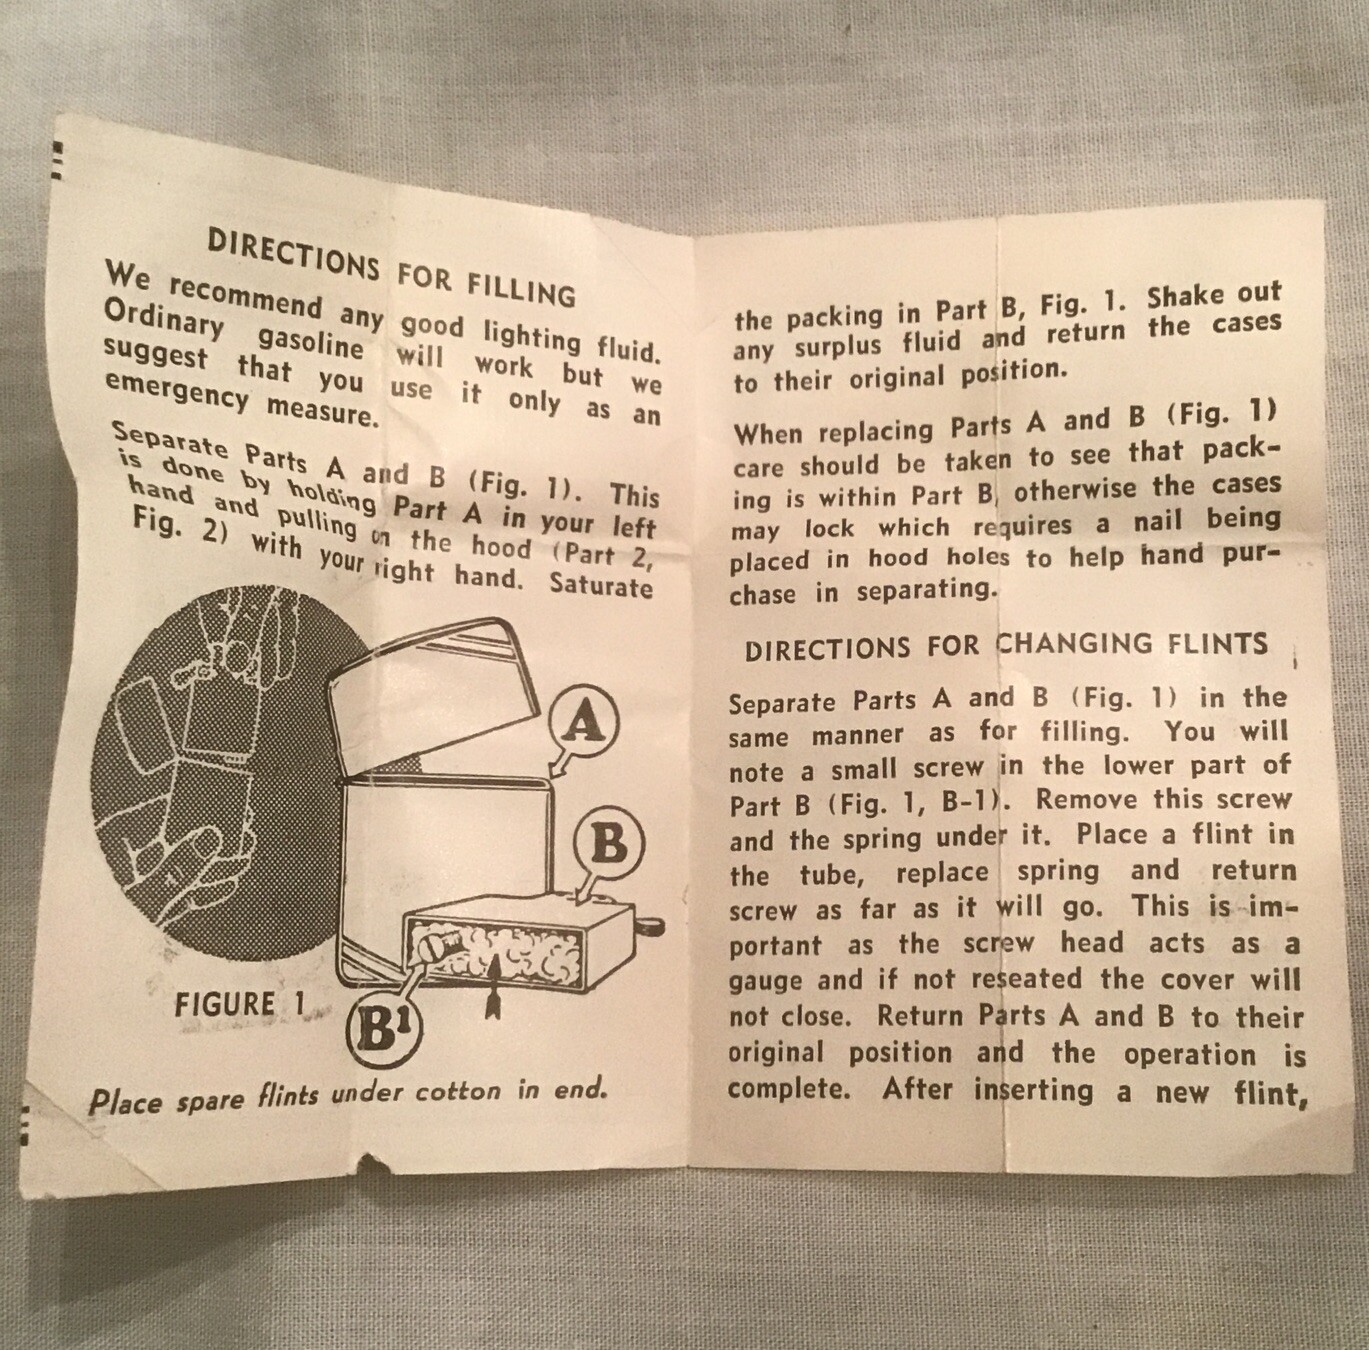 DIRECTIONS FOR FILLING
We recommend any good lighting fluid.
Ordinary gasoline will work but we
suggest that you use it only as an
emergency measure.
Separate Parts A and B (Fig. 1). This
is done by holding Part A in your left
hand and pulling on the hood (Part 2,
Fig. 2) with your right hand. Saturate
A
B
B1
FIGURE 1
Place spare flints under cotton in end.
the packing in Part B, Fig. 1. Shake out
any surplus fluid and return the cases
to their original position.
When replacing Parts A and B (Fig. 1)
care should be taken to see that pack-
ing is within Part B, otherwise the cases
may lock which requires a nail being
placed in hood holes to help hand pur-
chase in separating.
DIRECTIONS FOR CHANGING FLINTS
Separate Parts A and B (Fig. 1) in the
same manner as for filling. You will
note a small screw in the lower part of
Part B (Fig. 1, B-1). Remove this screw
and the spring under it. Place a flint in
the tube, replace spring and return
screw as far as it will go. This is im-
portant as the screw head acts as a
gauge and if not reseated the cover will
not close. Return Parts A and B to their
original position and the operation is
complete. After inserting a new flint,